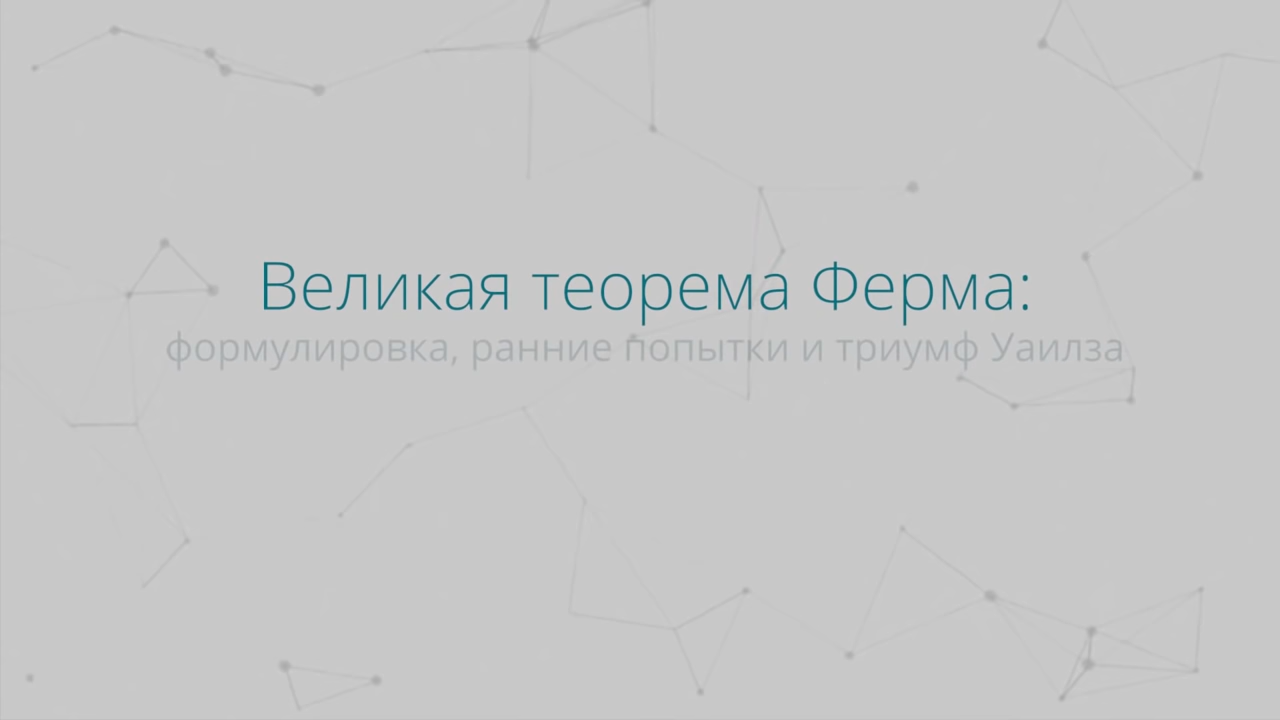 Великая теорема Ферма:
формулировка, ранние попытки и триумф Уаилза